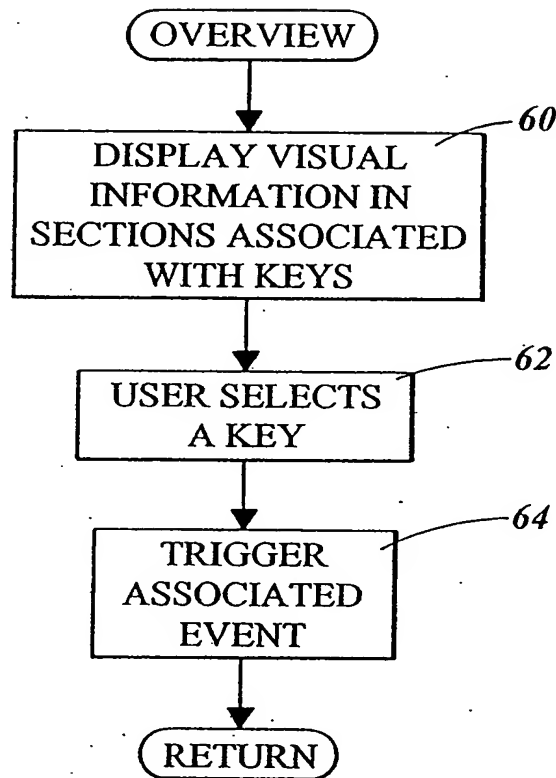 OVERVIEW
60
DISPLAY VISUAL
INFORMATION IN
SECTIONS ASSOCIATED
WITH KEYS
62
USER SELECTS
A KEY
64
TRIGGER
ASSOCIATED
EVENT
RETURN